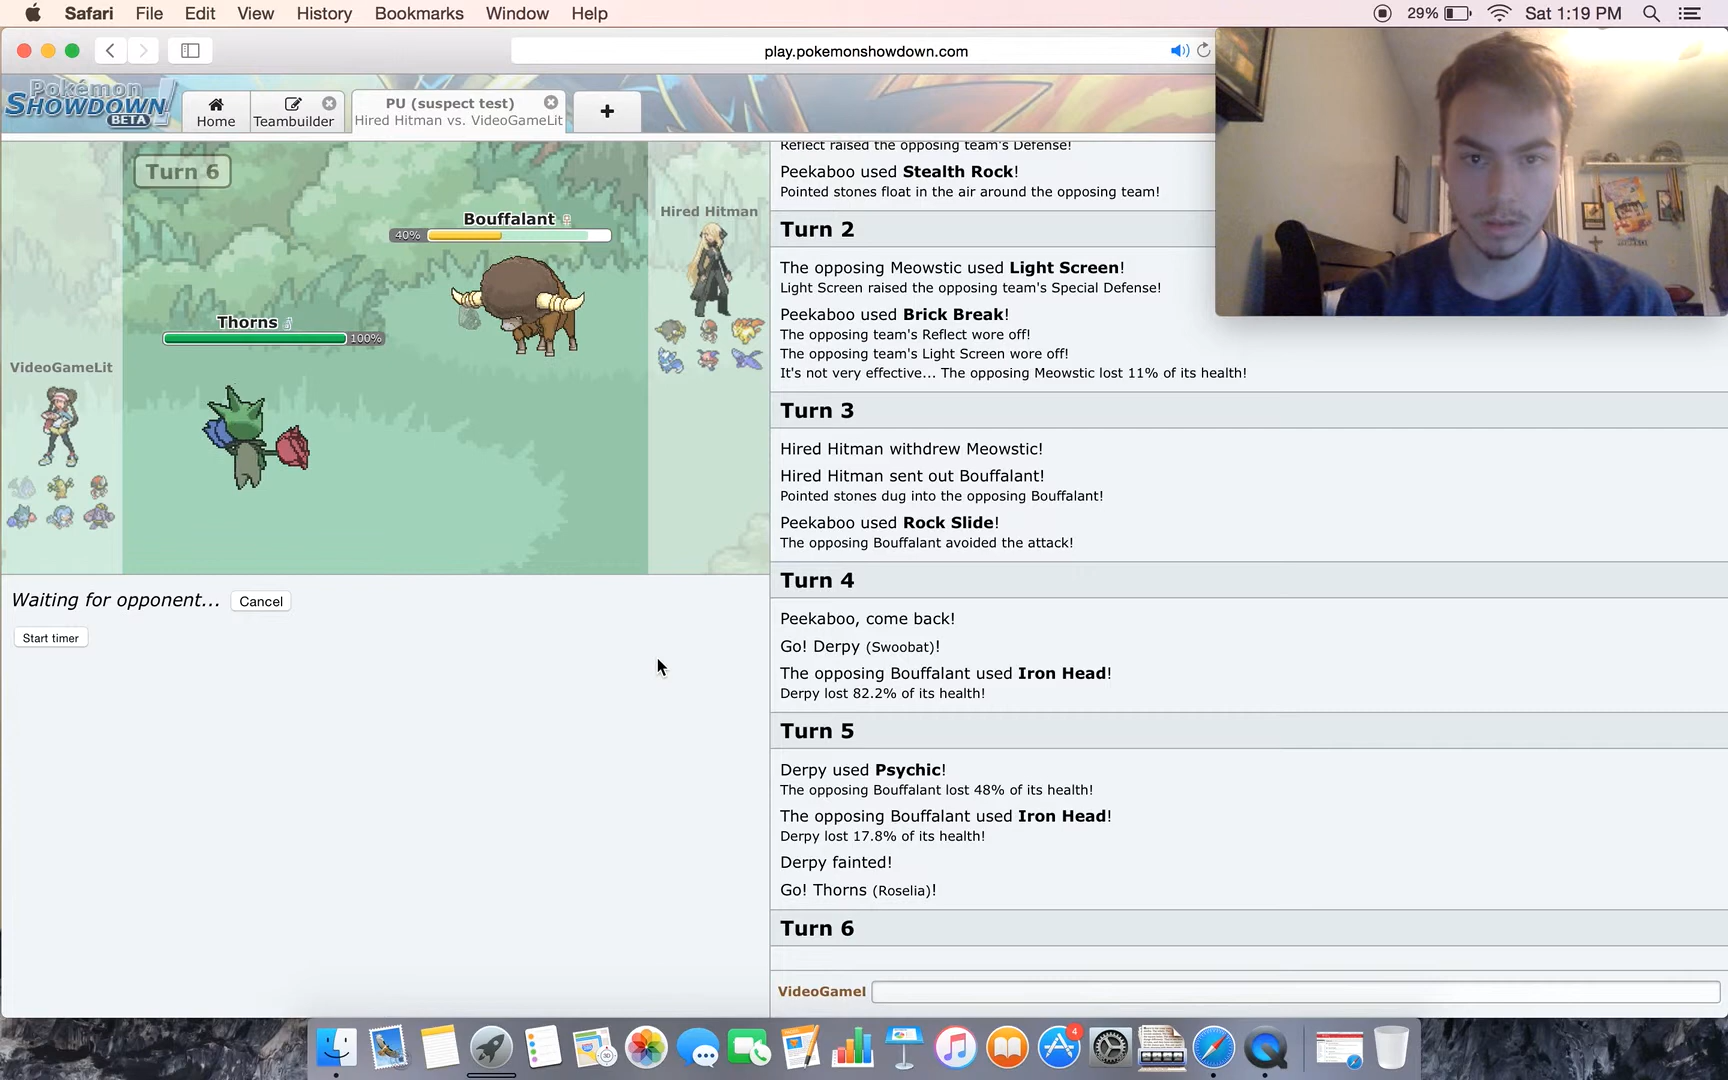 Safari File Edit View History Bookmarks Window Help 29% Sat 1:19 PM
play.pokemonshowdown.com
Pokémon
SHOWDOWN!
BETA
Home
Teambuilder
PU (suspect test)
Hired Hitman vs. VideoGameLit
+
Turn 6
Bouffalant
40%
Thorns
100%
Hired Hitman
VideoGameLit
Waiting for opponent... Cancel
Start timer
Reflect raised the opposing team's Defense!
Peekaboo used Stealth Rock!
Pointed stones float in the air around the opposing team!
Turn 2
The opposing Meowstic used Light Screen!
Light Screen raised the opposing team's Special Defense!
Peekaboo used Brick Break!
The opposing team's Reflect wore off!
The opposing team's Light Screen wore off!
It's not very effective... The opposing Meowstic lost 11% of its health!
Turn 3
Hired Hitman withdrew Meowstic!
Hired Hitman sent out Bouffalant!
Pointed stones dug into the opposing Bouffalant!
Peekaboo used Rock Slide!
The opposing Bouffalant avoided the attack!
Turn 4
Peekaboo, come back!
Go! Derpy (Swoobat)!
The opposing Bouffalant used Iron Head!
Derpy lost 82.2% of its health!
Turn 5
Derpy used Psychic!
The opposing Bouffalant lost 48% of its health!
The opposing Bouffalant used Iron Head!
Derpy lost 17.8% of its health!
Derpy fainted!
Go! Thorns (Roselia)!
Turn 6
VideoGameI
4